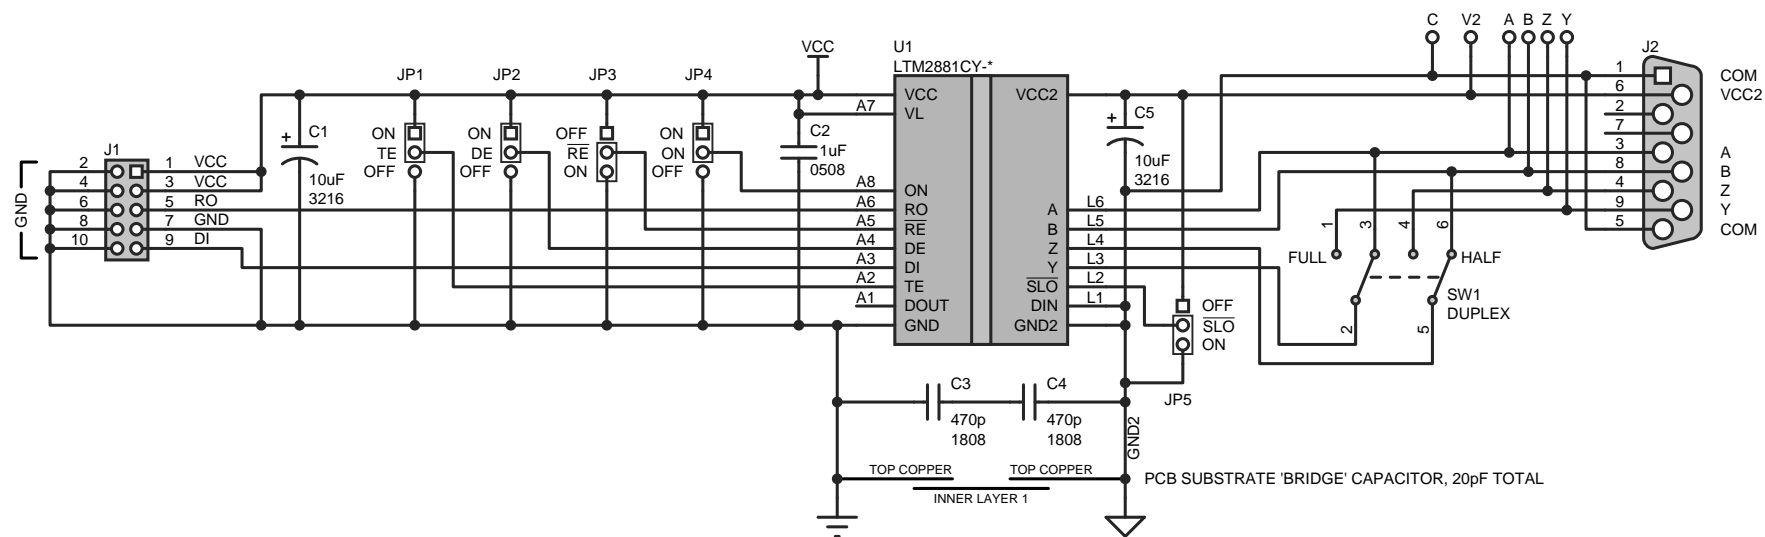 C V2 A B Z Y
VCC
U1
LTM2881CY-*
J2
JP1 JP2 JP3 JP4
1 COM
6 VCC2
2
7
3 A
8 B
4 Z
9 Y
5 COM
VCC VCC2
A7 VL
C1
+
10uF
3216
ON
TE
OFF
ON
DE
OFF
OFF
RE
ON
ON
ON
OFF
C2
1uF
0508
C5
+
10uF
3216
J1
GND
2 1 VCC
4 3 VCC
6 5 RO
8 7 GND
10 9 DI
A8 ON
A6 RO A L6
A5 RE B L5
A4 DE Z L4
A3 DI Y L3
A2 TE SLO L2
A1 DOUT DIN L1
GND GND2
1 3 4 6
FULL HALF
SW1
DUPLEX
2 5
OFF
SLO
ON
JP5
C3 C4
470p 470p
1808 1808
GND2
TOP COPPER TOP COPPER
INNER LAYER 1
PCB SUBSTRATE 'BRIDGE' CAPACITOR, 20pF TOTAL